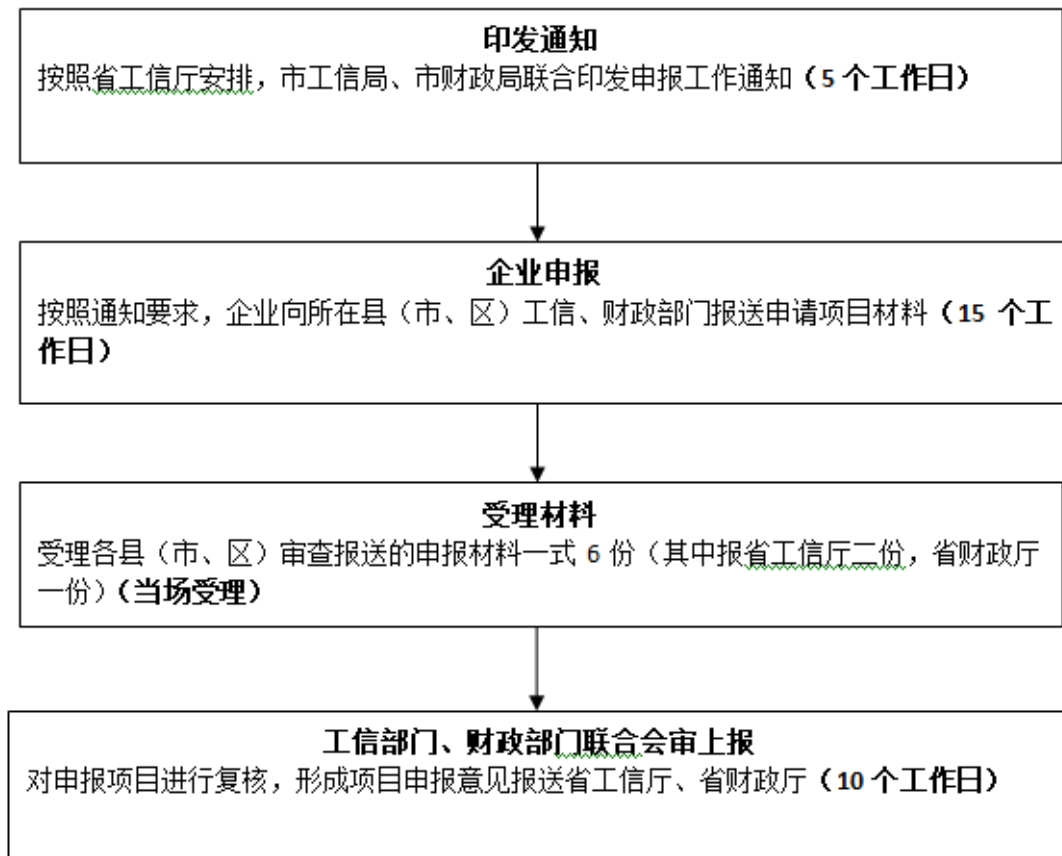 印发通知
按照省工信厅安排，市工信局、市财政局联合印发申报工作通知（5 个工作日）
企业申报
按照通知要求，企业向所在县（市、区）工信、财政部门报送申请项目材料（15 个工
作日）
受理材料
受理各县（市、区）审查报送的申报材料一式 6 份（其中报省工信厅二份，省财政厅
一份）（当场受理）
工信部门、财政部门联合会审上报
对申报项目进行复核，形成项目申报意见报送省工信厅、省财政厅（10 个工作日）